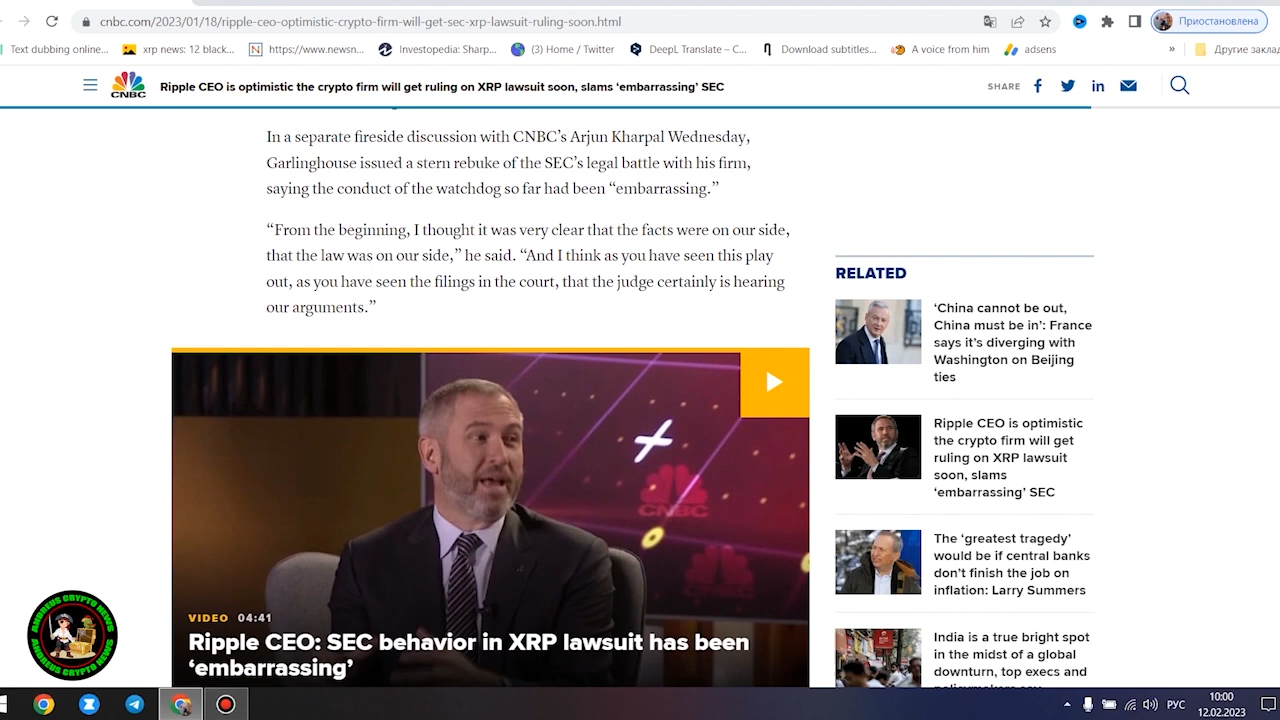 cnbc.com/2023/01/18/ripple-ceo-optimistic-crypto-firm-will-get-sec-xrp-lawsuit-ruling-soon.html
Приостановлена
Text dubbing online...
xrp news: 12 black...
https://www.newsn...
Investopedia: Sharp...
(3) Home / Twitter
DeepL Translate – C...
Download subtitles...
A voice from him
adsens
»
Другие закла
CNBC
Ripple CEO is optimistic the crypto firm will get ruling on XRP lawsuit soon, slams ‘embarrassing’ SEC
SHARE
In a separate fireside discussion with CNBC’s Arjun Kharpal Wednesday,
Garlinghouse issued a stern rebuke of the SEC’s legal battle with his firm,
saying the conduct of the watchdog so far had been “embarrassing.”
“From the beginning, I thought it was very clear that the facts were on our side,
that the law was on our side,” he said. “And I think as you have seen this play
out, as you have seen the filings in the court, that the judge certainly is hearing
our arguments.”
CNBC
VIDEO 04:41
Ripple CEO: SEC behavior in XRP lawsuit has been
‘embarrassing’
RELATED
‘China cannot be out,
China must be in’: France
says it’s diverging with
Washington on Beijing
ties
Ripple CEO is optimistic
the crypto firm will get
ruling on XRP lawsuit
soon, slams
‘embarrassing’ SEC
The ‘greatest tragedy’
would be if central banks
don’t finish the job on
inflation: Larry Summers
India is a true bright spot
in the midst of a global
downturn, top execs and
ANDREUS CRYPTO NEWS
ANDREUS CRYPTO NEWS
РУС
10:00
12.02.2023